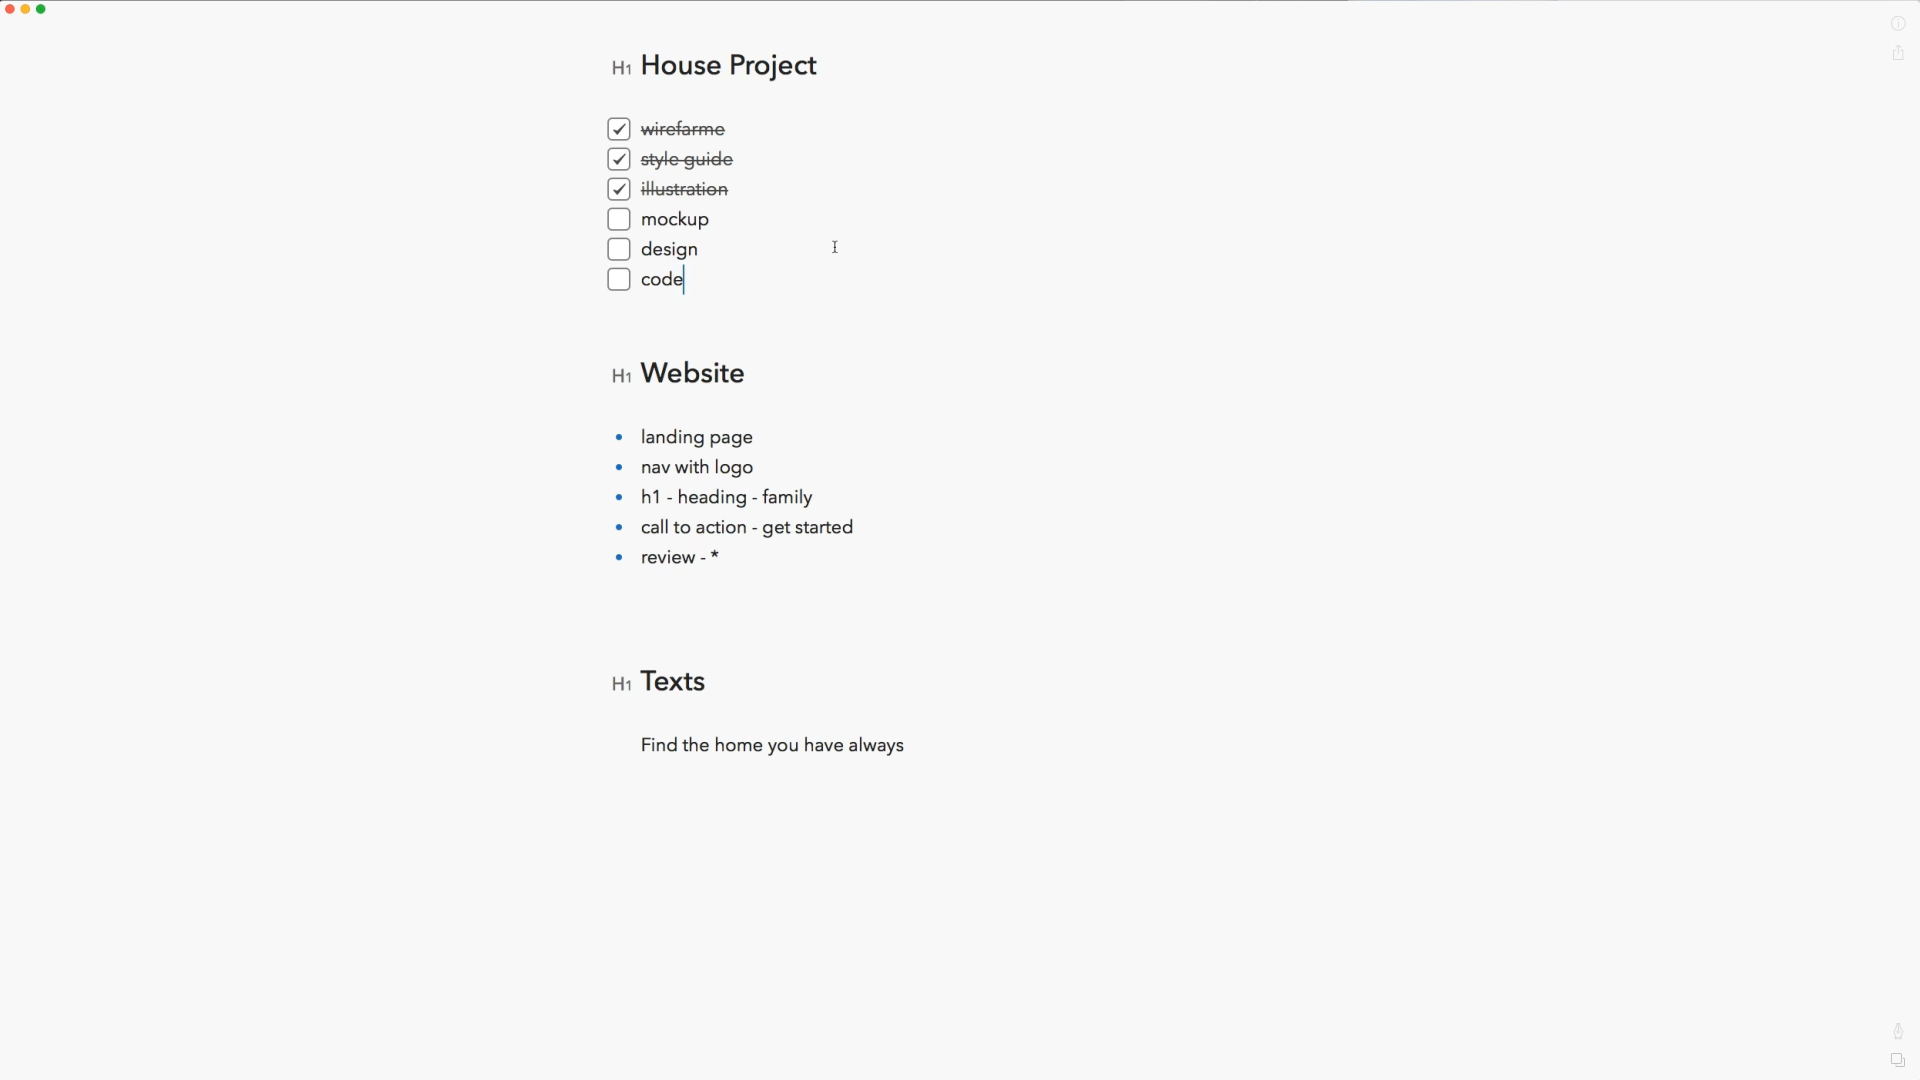 H1 House Project
wirefarme
style guide
illustration
mockup
design
code
H1 Website
landing page
nav with logo
h1 - heading - family
call to action - get started
review - *
H1 Texts
Find the home you have always